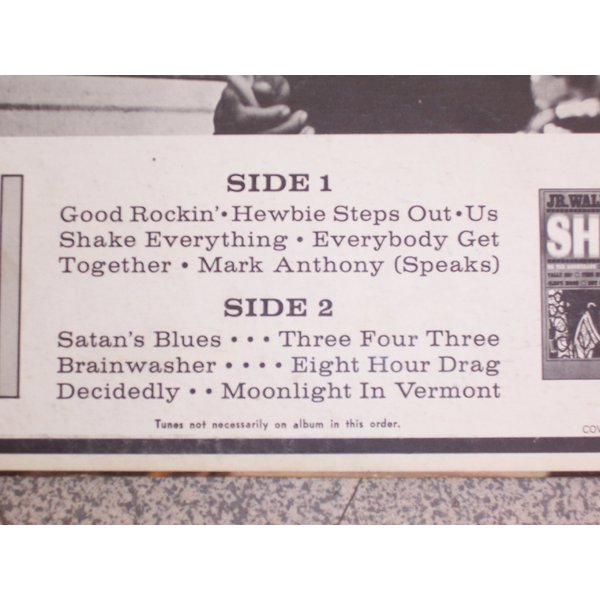 SIDE 1
Good Rockin'•Hewbie Steps Out•Us
Shake Everything • Everybody Get
Together • Mark Anthony (Speaks)
SIDE 2
Satan's Blues • • • Three Four Three
Brainwasher • • • • Eight Hour Drag
Decidedly • • Moonlight In Vermont
Tunes not necessarily on album in this order.
JR. WAL
SH
COV